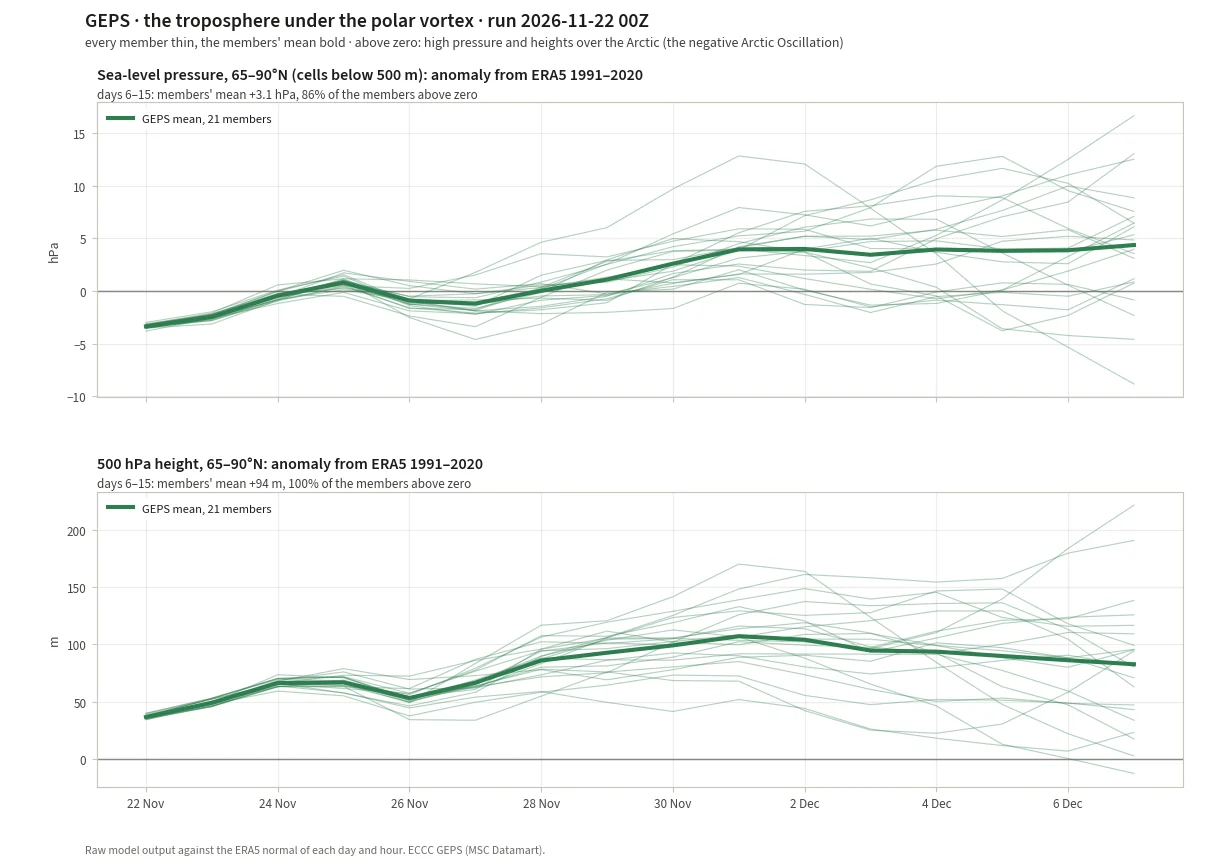 GEPS · the troposphere under the polar vortex · run 2026-11-22 00Z
every member thin, the members' mean bold · above zero: high pressure and heights over the Arctic (the negative Arctic Oscillation)
Sea-level pressure, 65–90°N (cells below 500 m): anomaly from ERA5 1991–2020
days 6–15: members' mean +3.1 hPa, 86% of the members above zero
GEPS mean, 21 members
15
10
5
0
−5
−10
hPa
500 hPa height, 65–90°N: anomaly from ERA5 1991–2020
days 6–15: members' mean +94 m, 100% of the members above zero
GEPS mean, 21 members
200
150
100
50
0
m
22 Nov 24 Nov 26 Nov 28 Nov 30 Nov 2 Dec 4 Dec 6 Dec
Raw model output against the ERA5 normal of each day and hour. ECCC GEPS (MSC Datamart).